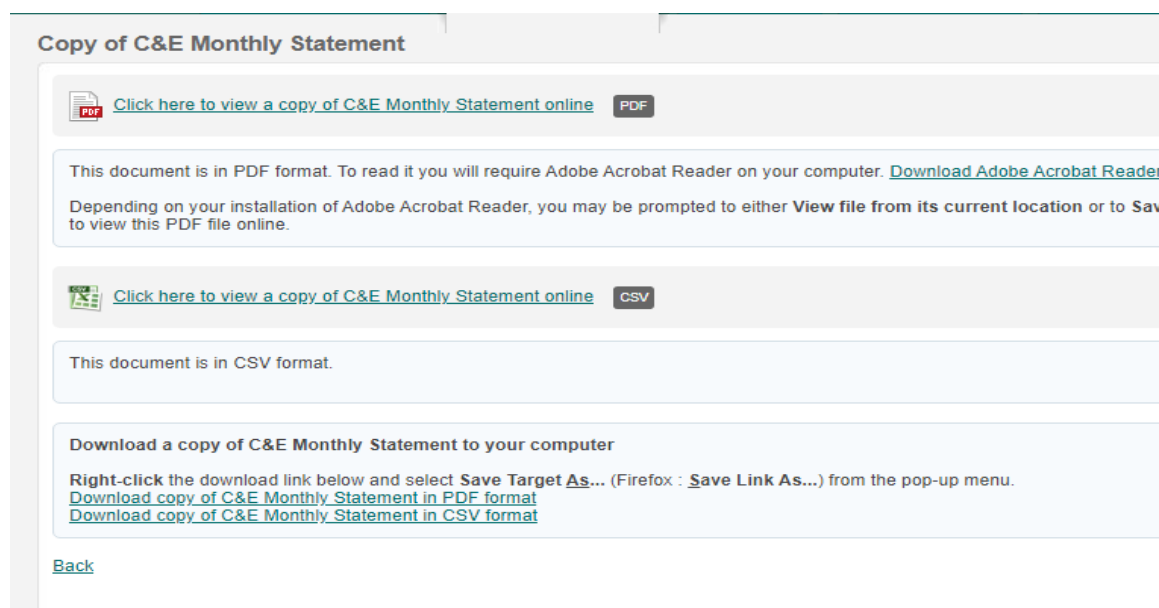 Copy of C&E Monthly Statement
PDF
Click here to view a copy of C&E Monthly Statement online
PDF
This document is in PDF format. To read it you will require Adobe Acrobat Reader on your computer. Download Adobe Acrobat Reader
Depending on your installation of Adobe Acrobat Reader, you may be prompted to either View file from its current location or to Sav
to view this PDF file online.
CSV
Click here to view a copy of C&E Monthly Statement online
CSV
This document is in CSV format.
Download a copy of C&E Monthly Statement to your computer
Right-click the download link below and select Save Target As... (Firefox : Save Link As...) from the pop-up menu.
Download copy of C&E Monthly Statement in PDF format
Download copy of C&E Monthly Statement in CSV format
Back